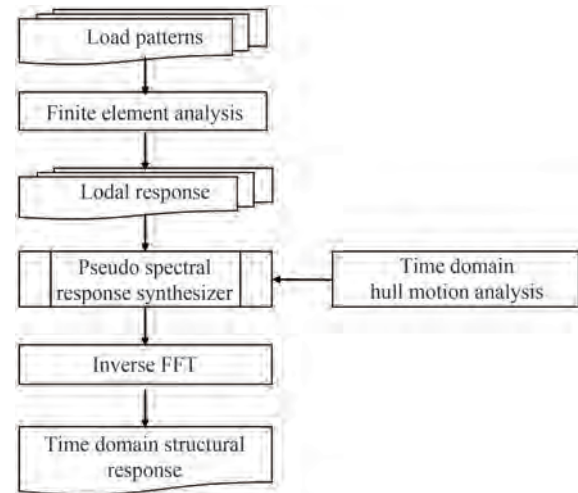 Load patterns
Finite element analysis
Lodal response
Pseudo spectral
response synthesizer
Time domain
hull motion analysis
Inverse FFT
Time domain structural
response